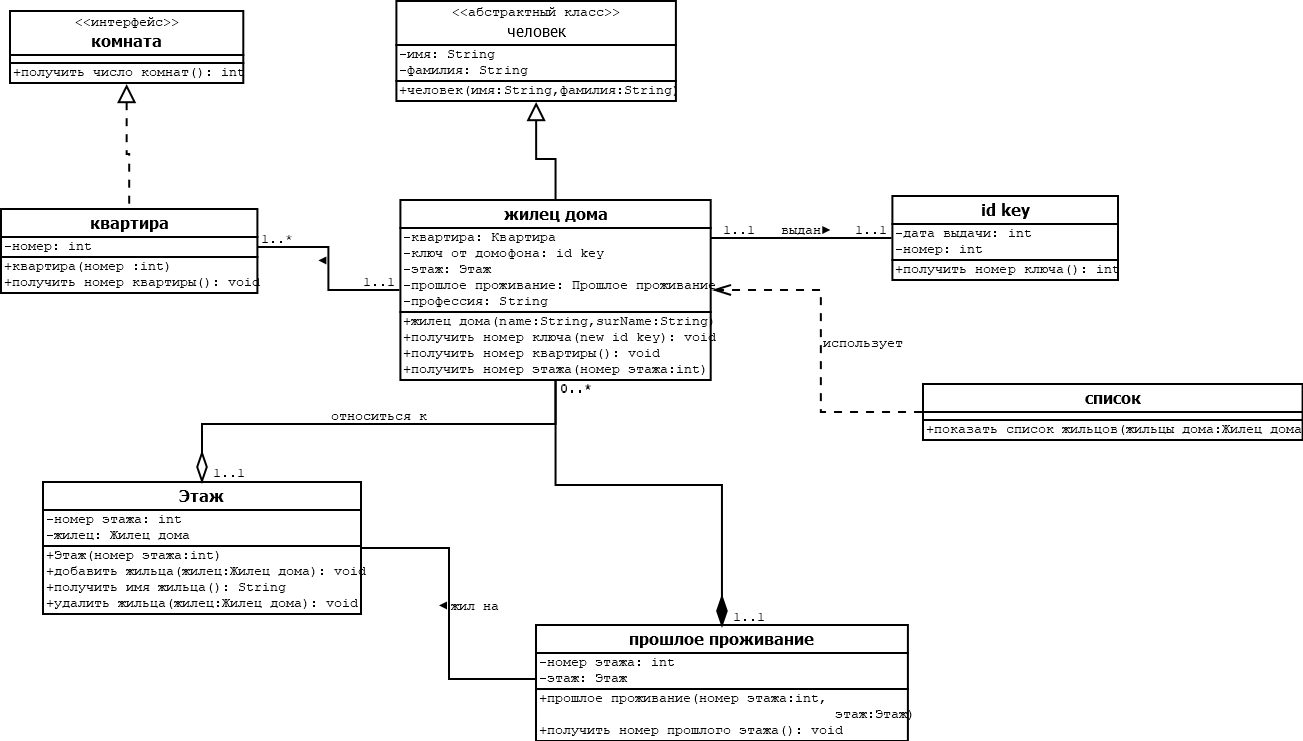 <<интерфейс>>
комната
+получить число комнат(): int
<<абстрактный класс>>
человек
-имя: String
-фамилия: String
+человек(имя:String,фамилия:String)
квартира
-номер: int
+квартира(номер :int)
+получить номер квартиры(): void
1..*
1..1
жилец дома
-квартира: Квартира
-ключ от домофона: id key
-этаж: Этаж
-прошлое проживание: Прошлое проживание
-профессия: String
+жилец дома(name:String,surName:String)
+получить номер ключа(new id key): void
+получить номер квартиры(): void
+получить номер этажа(номер этажа:int)
1..1 выдан 1..1
id key
-дата выдачи: int
-номер: int
+получить номер ключа(): int
использует
список
+показать список жильцов(жильцы дома:Жилец дома
0..*
относиться к
1..1
Этаж
-номер этажа: int
-жилец: Жилец дома
+Этаж(номер этажа:int)
+добавить жильца(жилец:Жилец дома): void
+получить имя жильца(): String
+удалить жильца(жилец:Жилец дома): void
жил на
1..1
прошлое проживание
-номер этажа: int
-этаж: Этаж
+прошлое проживание(номер этажа:int,
этаж:Этаж)
+получить номер прошлого этажа(): void